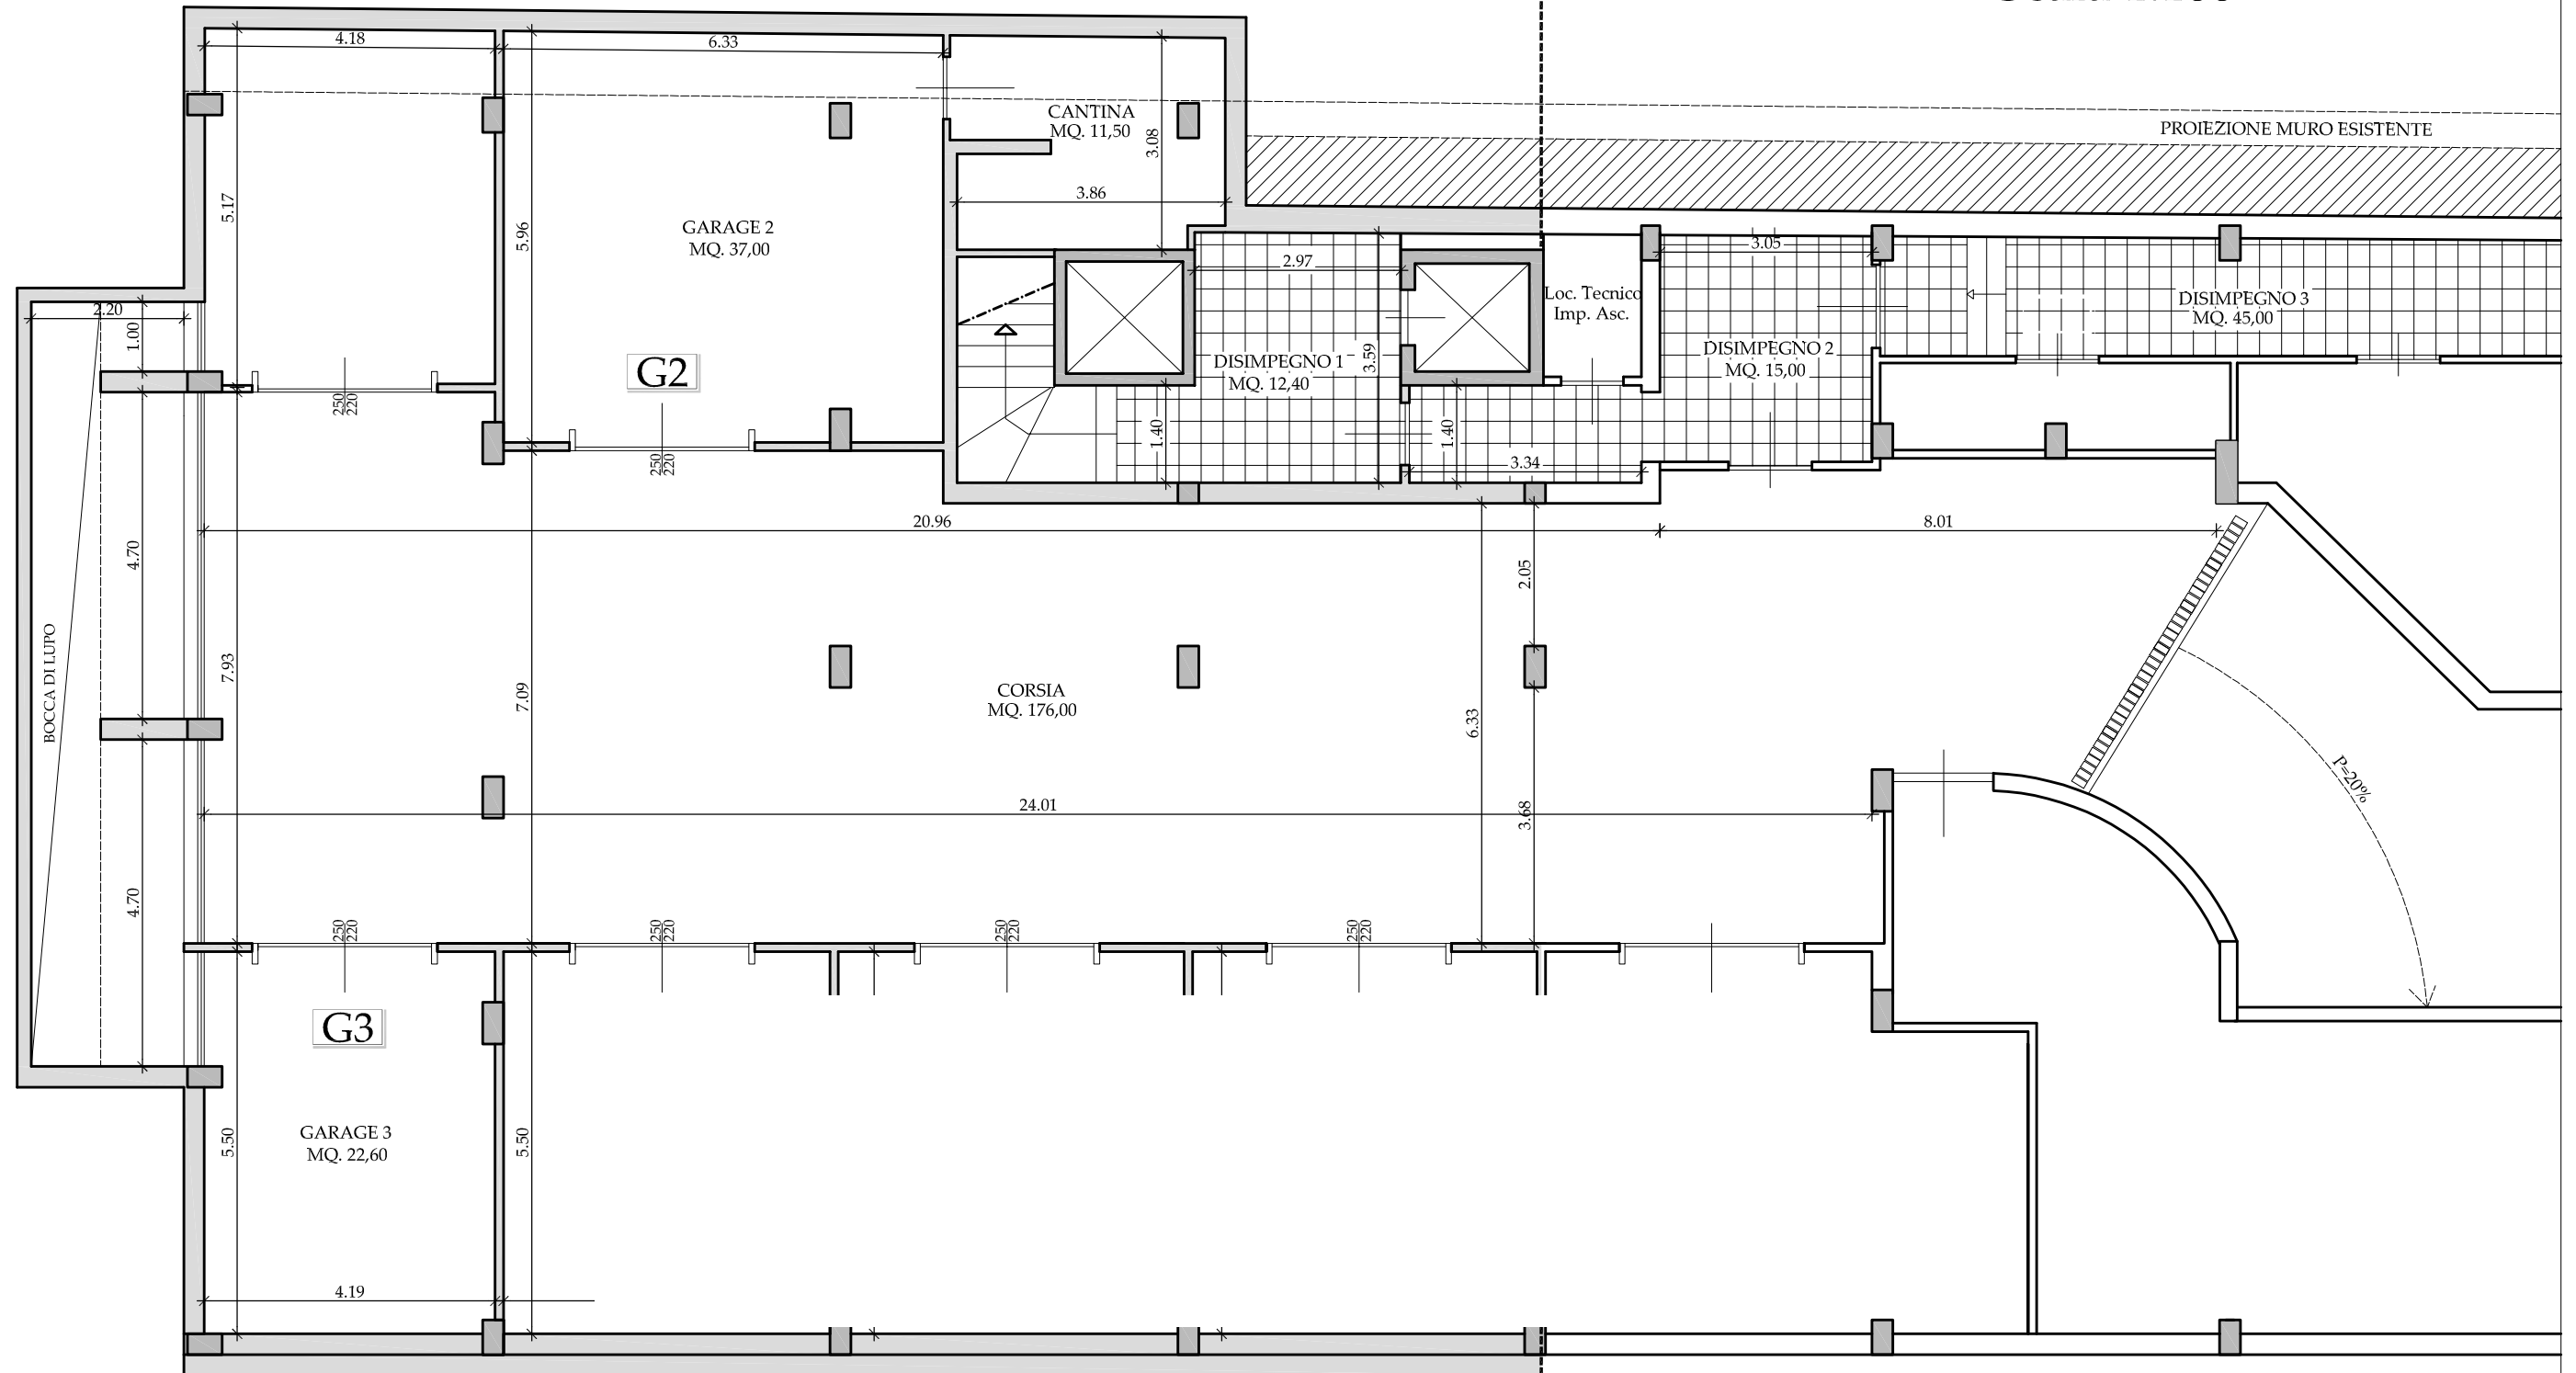 4.18
6.33
CANTINA
MQ. 11,50
3.08
PROIEZIONE MURO ESISTENTE
5.17
5.96
3.86
GARAGE 2
MQ. 37,00
2.97
3.05
2.20
1.00
Loc. Tecnico
Imp. Asc.
DISIMPEGNO 3
MQ. 45,00
DISIMPEGNO 1
MQ. 12,40
3.59
DISIMPEGNO 2
MQ. 15,00
G2
250
220
250
220
1.40
1.40
3.34
20.96
8.01
4.70
2.05
BOCCA DI LUPO
7.93
7.09
CORSIA
MQ. 176,00
6.33
P=20%
24.01
3.68
4.70
250
220
250
220
250
220
250
220
G3
GARAGE 3
MQ. 22,60
5.50
5.50
4.19